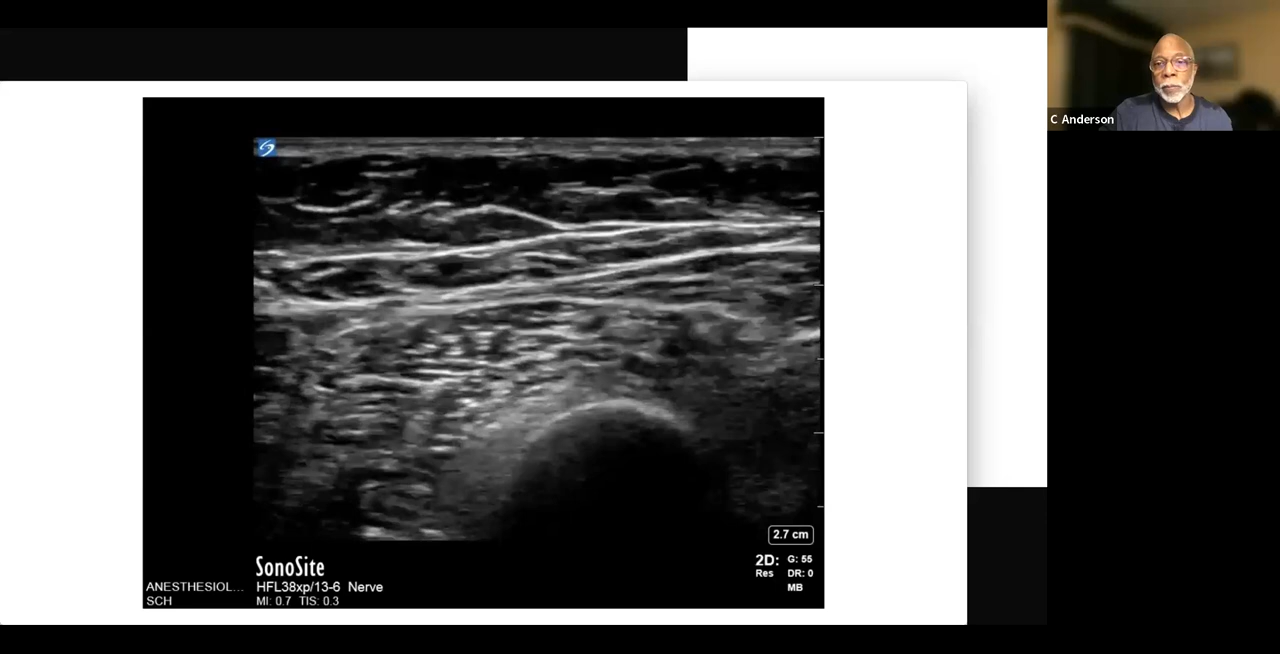 C Anderson
2.7 cm
SonoSite
2D: G: 55
Res DR: 0
MB
ANESTHESIOL... HFL38xp/13-6 Nerve
SCH MI: 0.7 TIS: 0.3